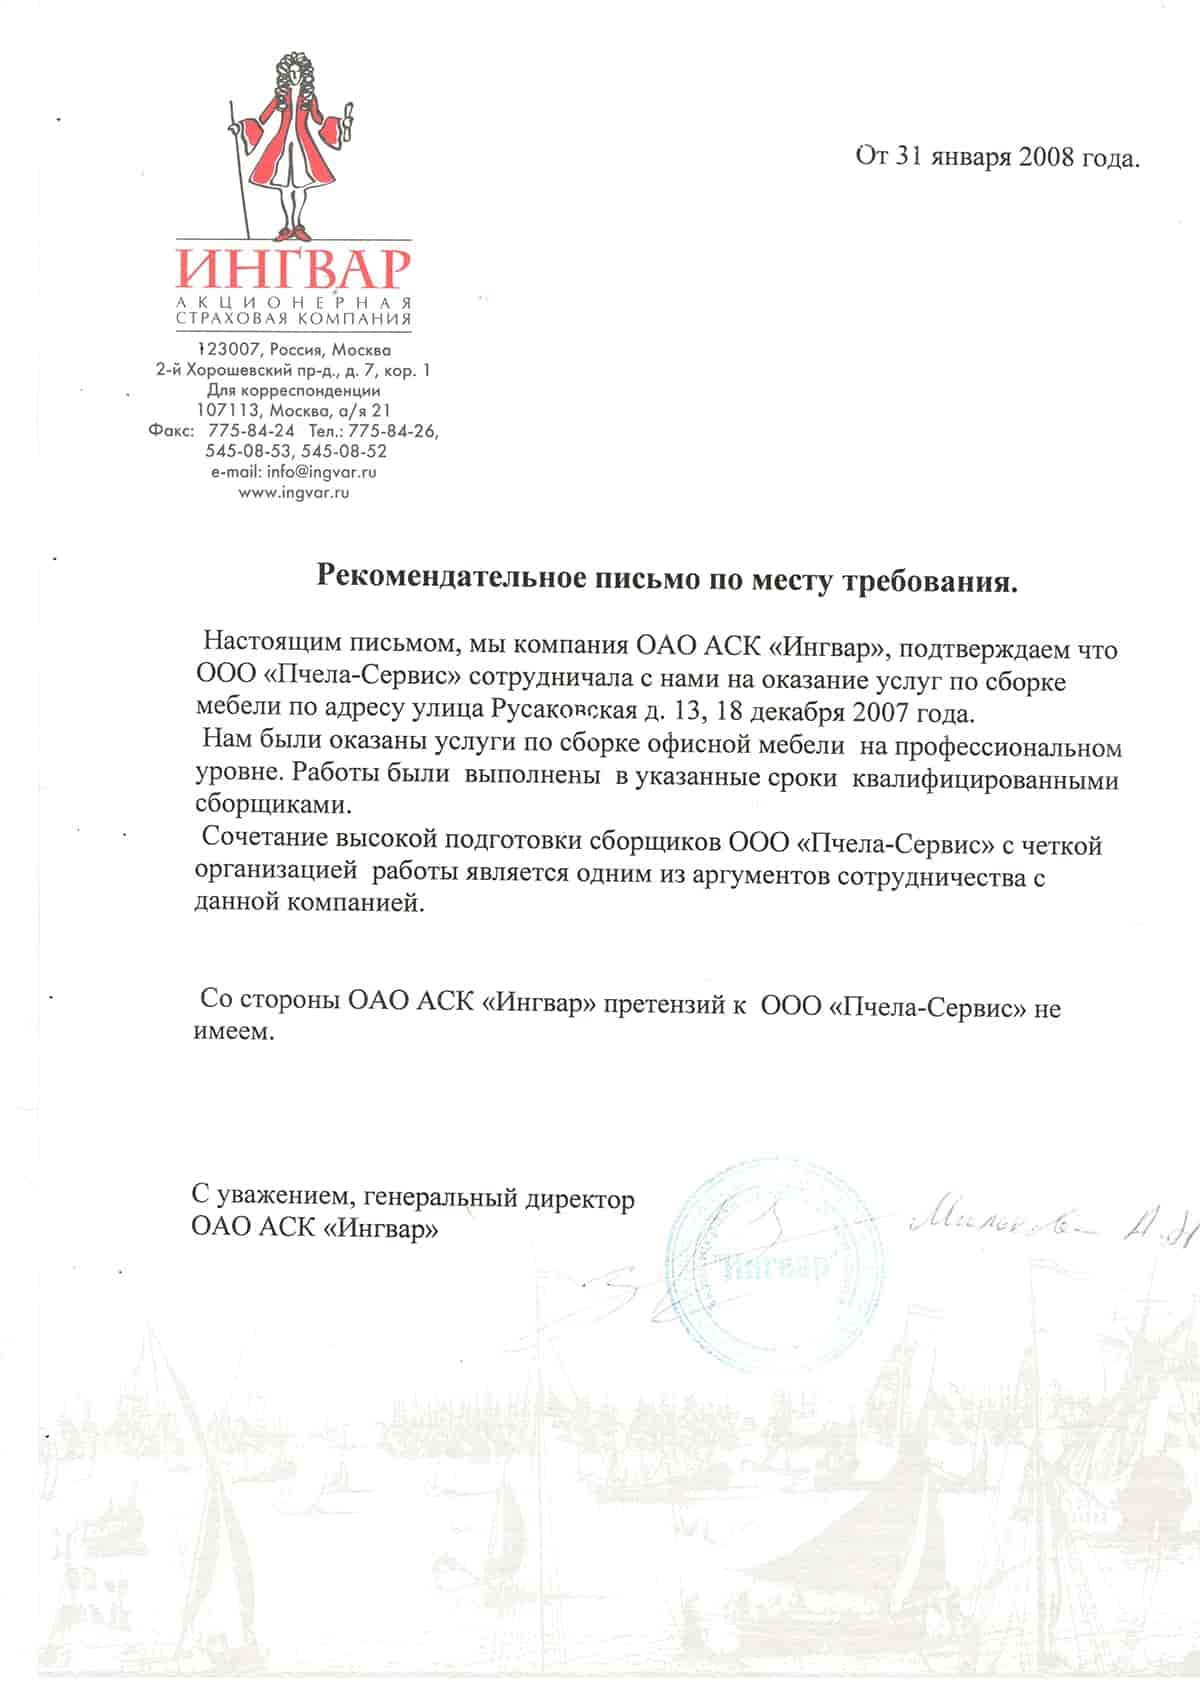 От 31 января 2008 года.
ИНГВАР
АКЦИОНЕРНАЯ
СТРАХОВАЯ КОМПАНИЯ
123007, Россия, Москва
2-й Хорошевский пр-д., д. 7, кор. 1
Для корреспонденции
107113, Москва, а/я 21
Факс: 775-84-24 Тел.: 775-84-26,
545-08-53, 545-08-52
e-mail: info@ingvar.ru
www.ingvar.ru
Рекомендательное письмо по месту требования.
Настоящим письмом, мы компания ОАО АСК «Ингвар», подтверждаем что
ООО «Пчела-Сервис» сотрудничала с нами на оказание услуг по сборке
мебели по адресу улица Русаковская д. 13, 18 декабря 2007 года.
Нам были оказаны услуги по сборке офисной мебели на профессиональном
уровне. Работы были выполнены в указанные сроки квалифицированными
сборщиками.
Сочетание высокой подготовки сборщиков ООО «Пчела-Сервис» с четкой
организацией работы является одним из аргументов сотрудничества с
данной компанией.
Со стороны ОАО АСК «Ингвар» претензий к ООО «Пчела-Сервис» не
имеем.
С уважением, генеральный директор
ОАО АСК «Ингвар»
"Ингвар"